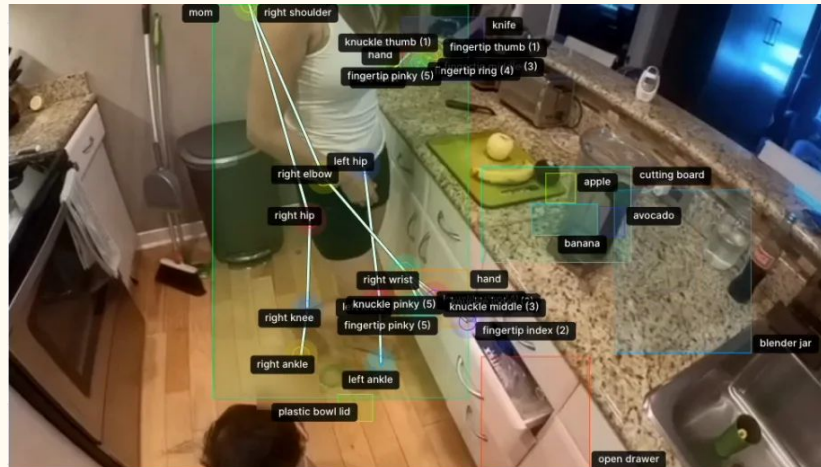 mom
right shoulder
knife
knuckle thumb (1)
fingertip thumb (1)
hand
(3)
fingertip pinky (5)
ngertip ring (4)
left hip
right elbow
apple
cutting board
right hip
avocado
banana
right wrist
hand
knuckle pinky (5)
knuckle middle (3)
right knee
fingertip pinky (5)
fingertip index (2)
blender jar
right ankle
left ankle
plastic bowl lid
open drawer